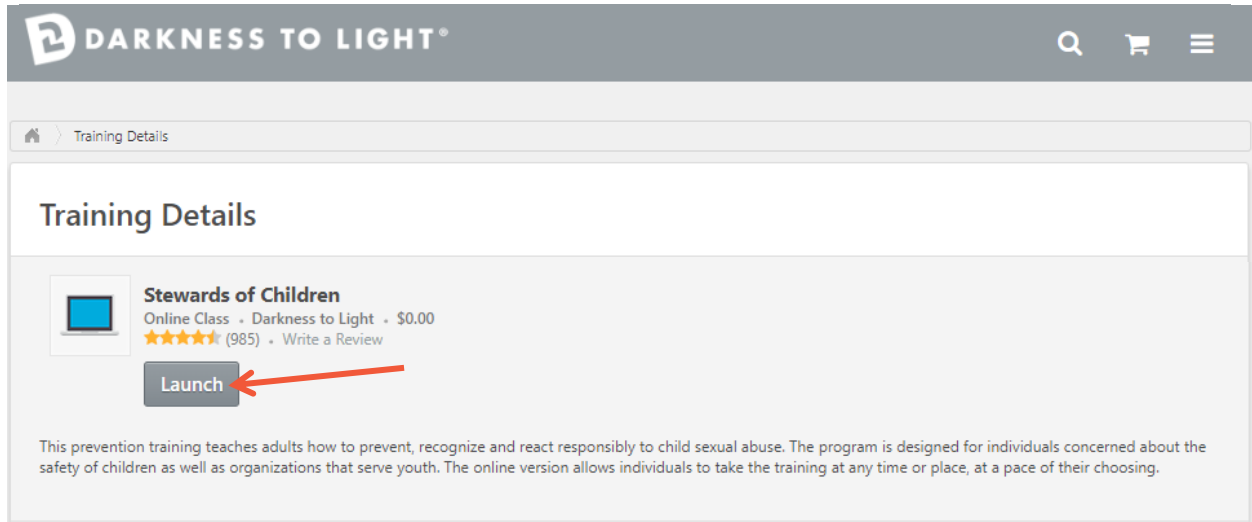 DARKNESS TO LIGHT®
Training Details
Training Details
Stewards of Children
Online Class • Darkness to Light • $0.00
(985) • Write a Review
Launch
This prevention training teaches adults how to prevent, recognize and react responsibly to child sexual abuse. The program is designed for individuals concerned about the
safety of children as well as organizations that serve youth. The online version allows individuals to take the training at any time or place, at a pace of their choosing.